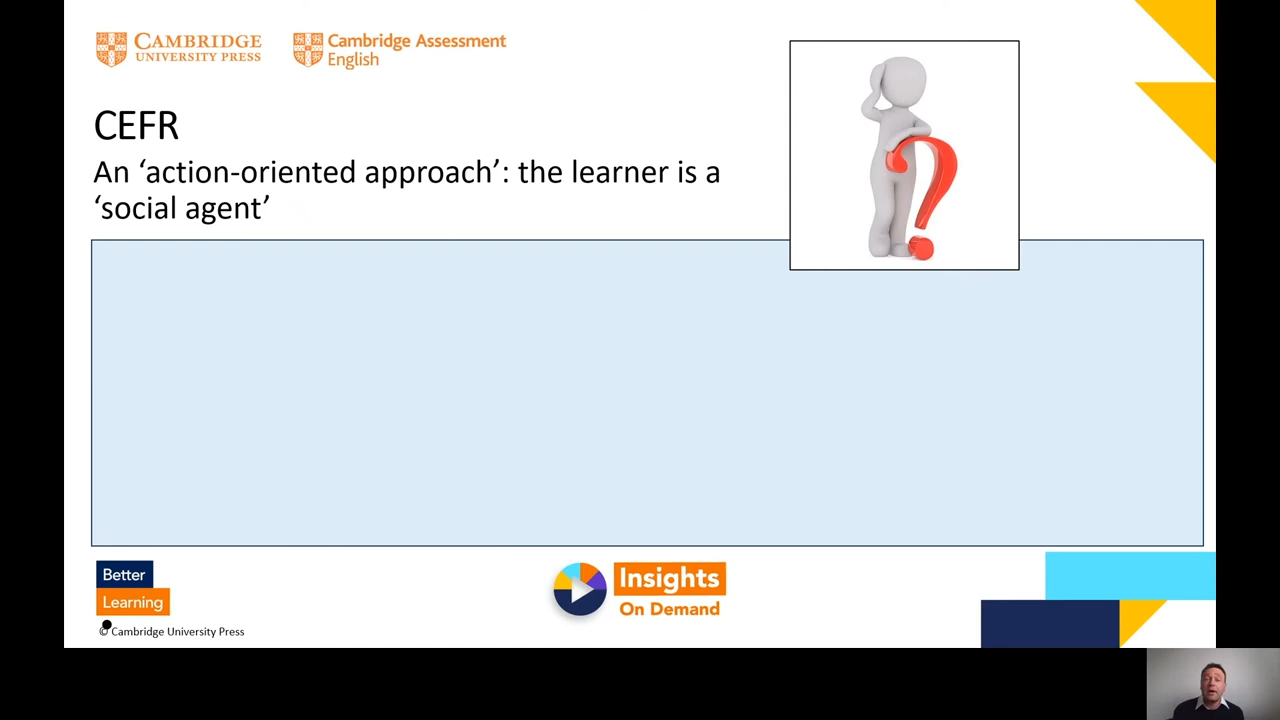 CAMBRIDGE
UNIVERSITY PRESS
Cambridge Assessment
English
CEFR
An ‘action-oriented approach’: the learner is a
‘social agent’
Better
Learning
Insights
On Demand
© Cambridge University Press